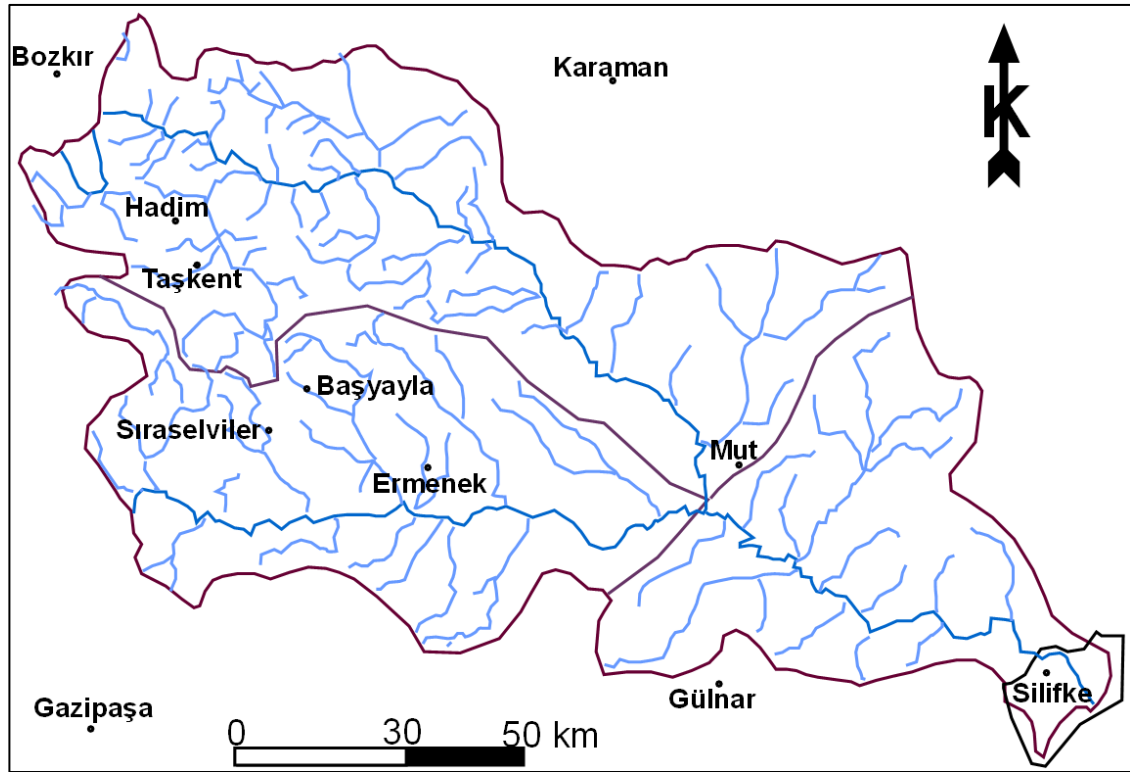 Bozkır
Karaman
K
Hadim
Taşkent
Başyayla
Sıraselviler
Mut
Ermenek
Silifke
Gülnar
Gazipaşa
0 30 50 km